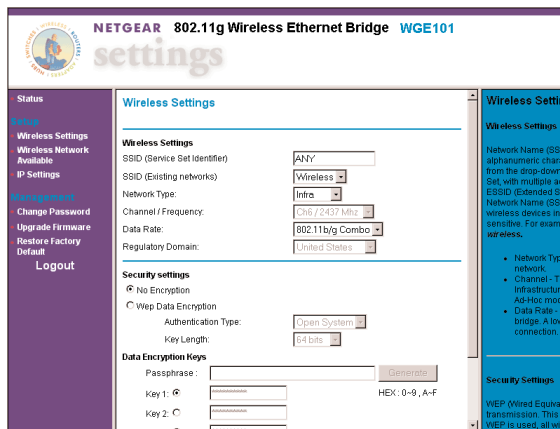 NETGEAR 802.11g Wireless Ethernet Bridge WGE101
settings
Status
Setup
Wireless Settings
Wireless Network
Available
IP Settings
Management
Change Password
Upgrade Firmware
Restore Factory
Default
Logout
Wireless Settings
Wireless Settings
SSID (Service Set Identifier) ANY
SSID (Existing networks) Wireless
Network Type: Infra
Channel / Frequency: Ch6 / 2437 Mhz
Data Rate: 802.11b/g Combo
Regulatory Domain: United States
Security settings
No Encryption
Wep Data Encryption
Authentication Type: Open System
Key Length: 64 bits
Data Encryption Keys
Passphrase : Generate
Key 1: ************* HEX : 0~9 , A~F
Key 2: *************
Wireless Setti
Wireless Settings
Network Name (SS
alphanumeric char
from the drop-down
Set, with multiple a
ESSID (Extended S
Network Name (SS
wireless devices in
sensitive. For exam
wireless.
Network Typ
network.
Channel - T
Infrastructur
Ad-Hoc mod
Data Rate -
bridge. A lov
connection.
Security Settings
WEP (Wired Equiva
transmission. This
WEP is used, all w